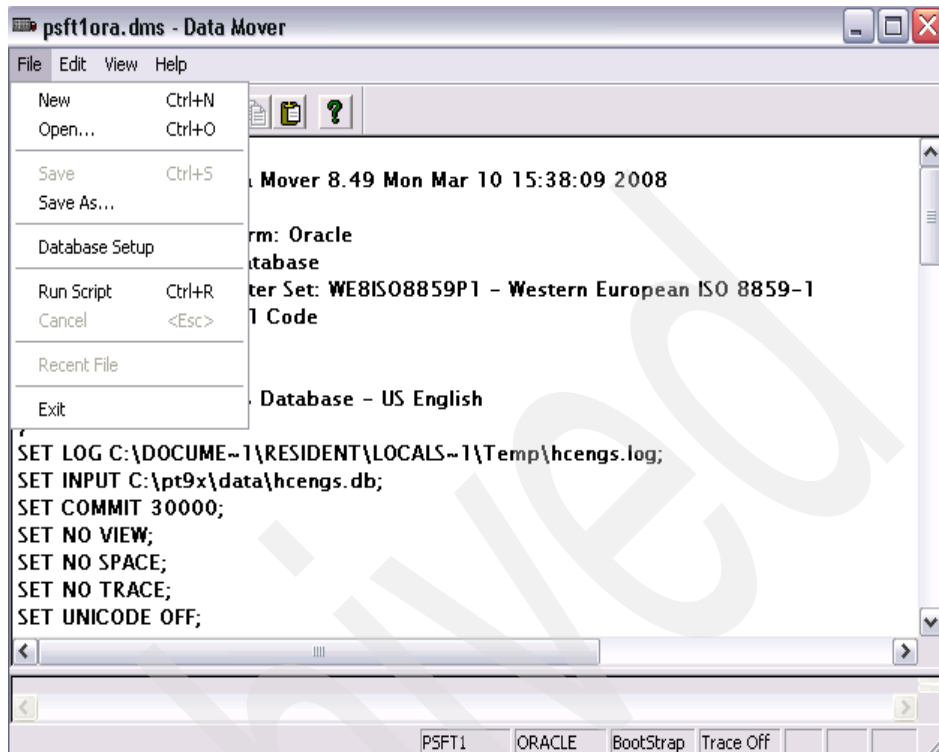 psft1ora.dms - Data Mover
File Edit View Help
New Ctrl+N
Open... Ctrl+O
Save Ctrl+S
Save As...
Database Setup
Run Script Ctrl+R
Cancel <Esc>
Recent File
Exit
Mover 8.49 Mon Mar 10 15:38:09 2008
rm: Oracle
tabase
ter Set: WE8ISO8859P1 - Western European ISO 8859-1
l Code
Database - US English
;
SET LOG C:\DOCUME~1\RESIDENT\LOCALS~1\Temp\hcengs.log;
SET INPUT C:\pt9x\data\hcengs.db;
SET COMMIT 30000;
SET NO VIEW;
SET NO SPACE;
SET NO TRACE;
SET UNICODE OFF;
PSFT1 ORACLE BootStrap Trace Off
hived